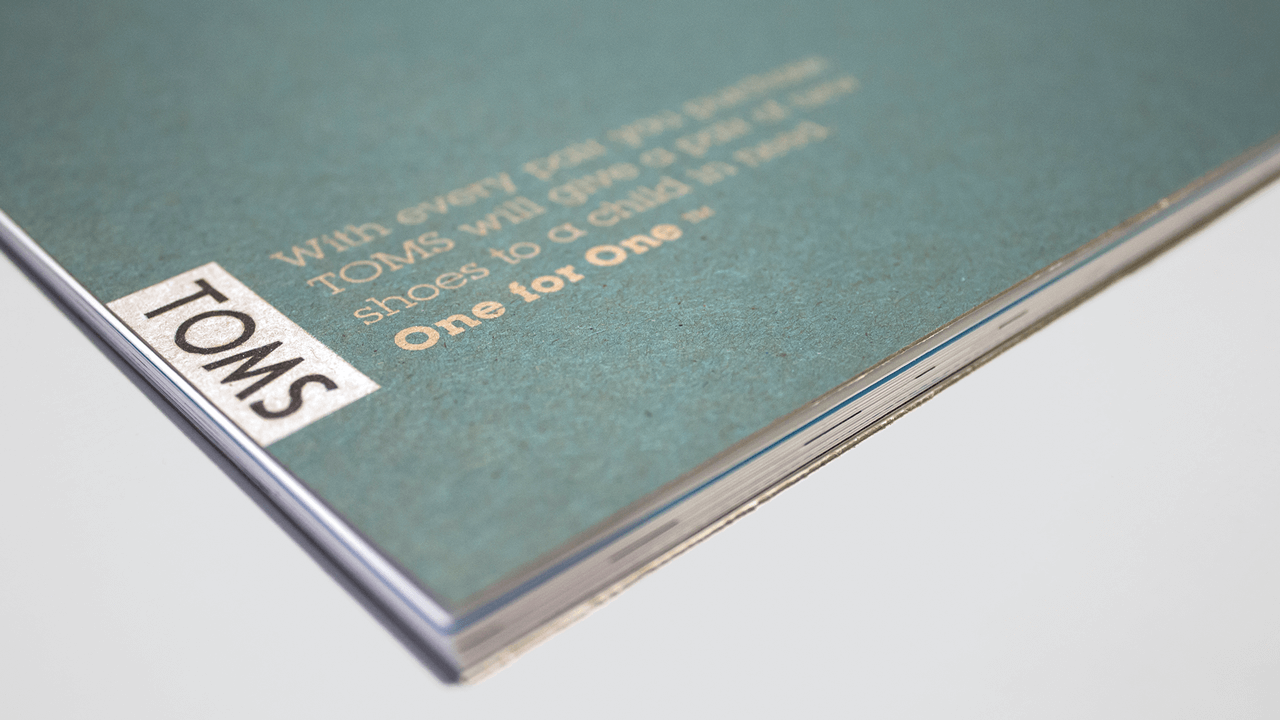 With every pair you purchase,
TOMS will give a pair of new
shoes to a child in need.
One for One ™
TOMS